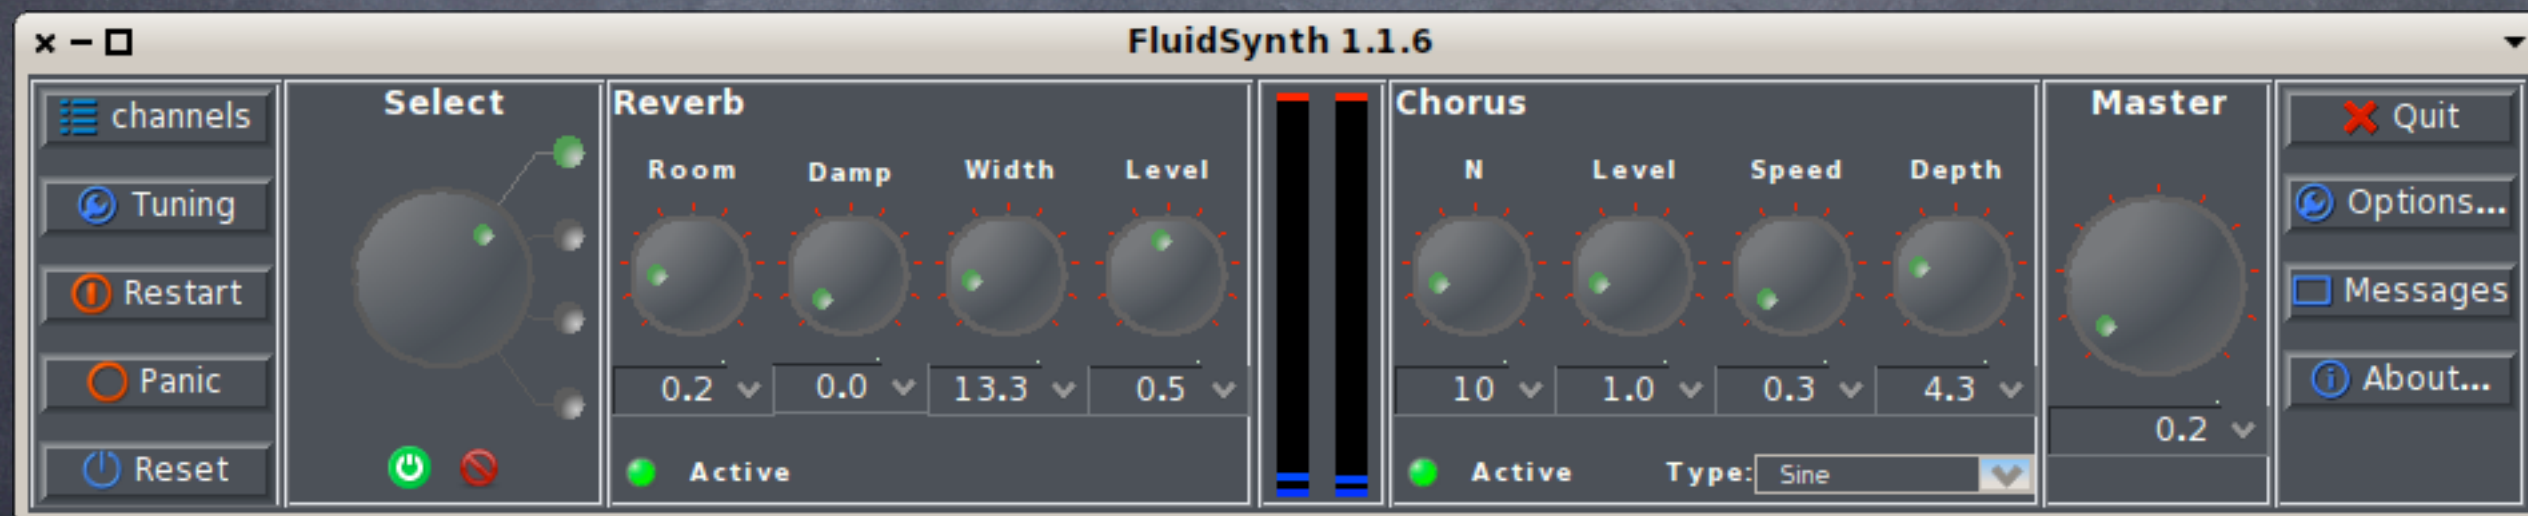 FluidSynth 1.1.6
channels
Tuning
Restart
Panic
Reset
Select
Reverb
Room Damp Width Level
0.2 0.0 13.3 0.5
Active
Chorus
N Level Speed Depth
10 1.0 0.3 4.3
Active Type: Sine
Master
0.2
Quit
Options...
Messages
About...